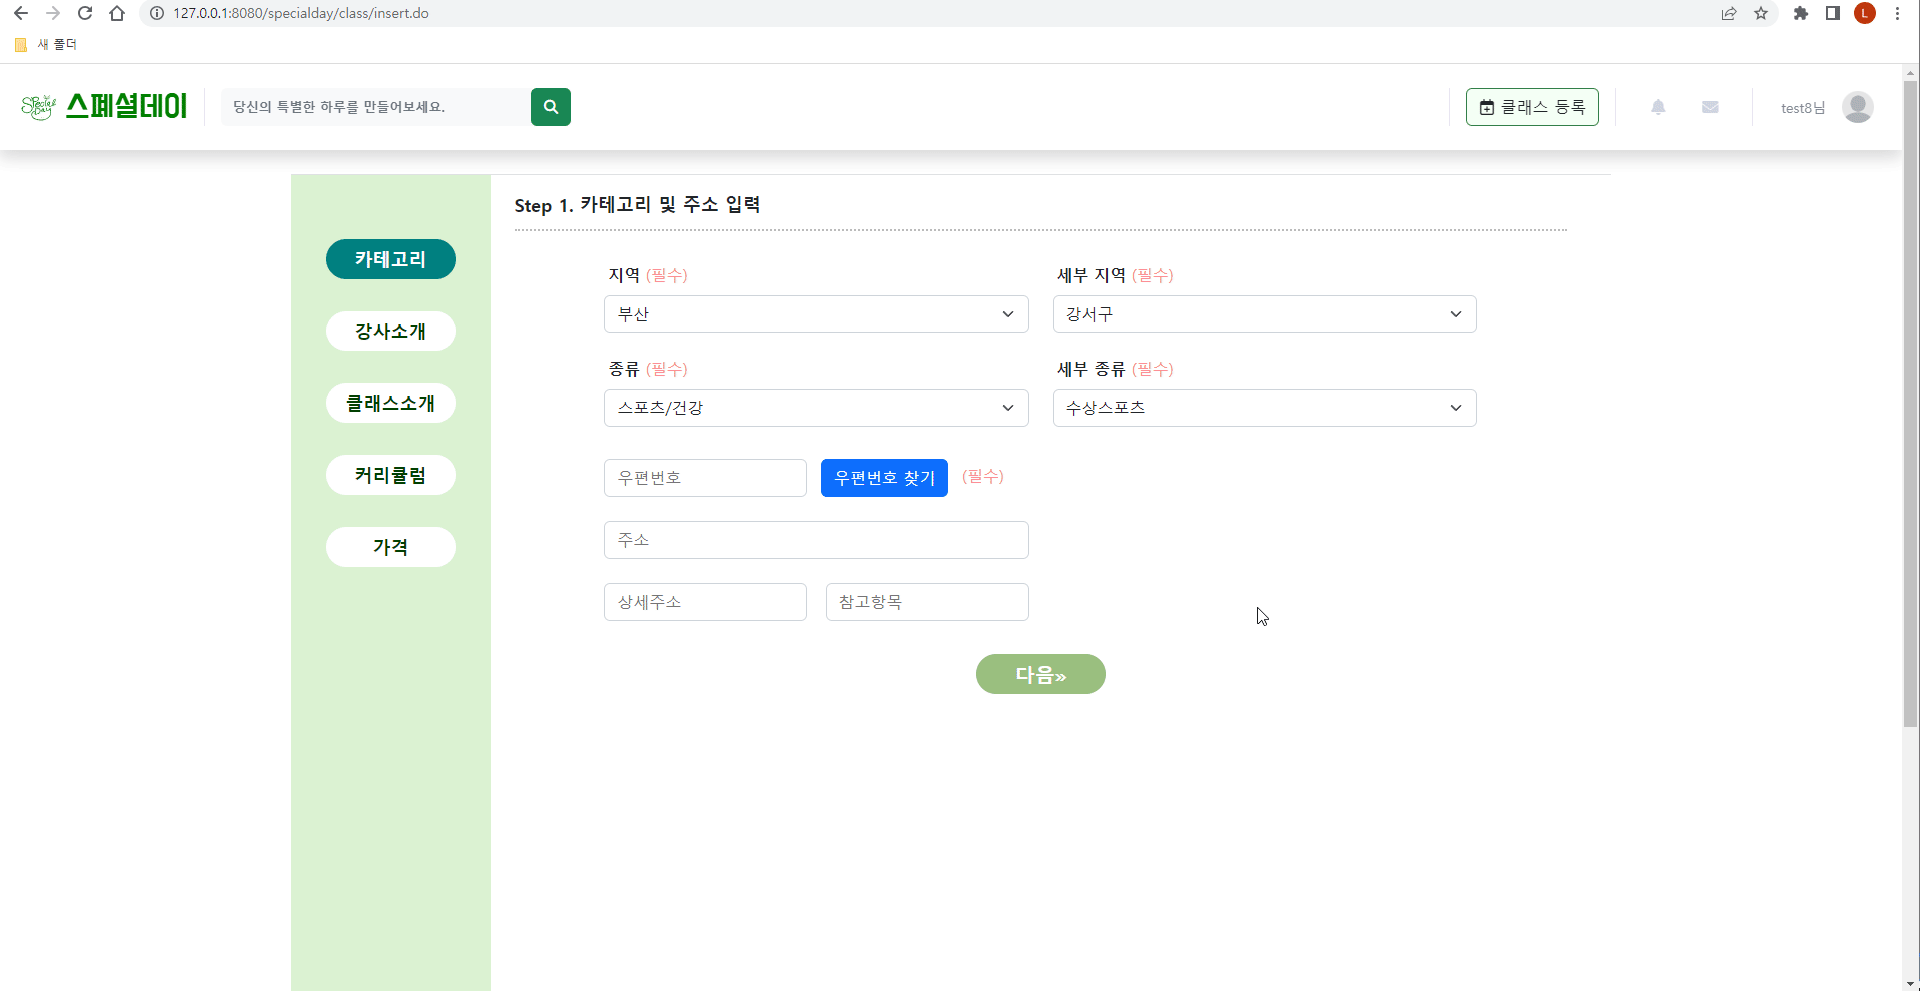 127.0.0.1:8080/specialday/class/insert.do
L
새 폴더
Special Day 스페셜데이
당신의 특별한 하루를 만들어보세요.
클래스 등록
test8님
카테고리
강사소개
클래스소개
커리큘럼
가격
Step 1. 카테고리 및 주소 입력
지역 (필수) 세부 지역 (필수)
부산 강서구
종류 (필수) 세부 종류 (필수)
스포츠/건강 수상스포츠
우편번호 우편번호 찾기 (필수)
주소
상세주소 참고항목
다음»